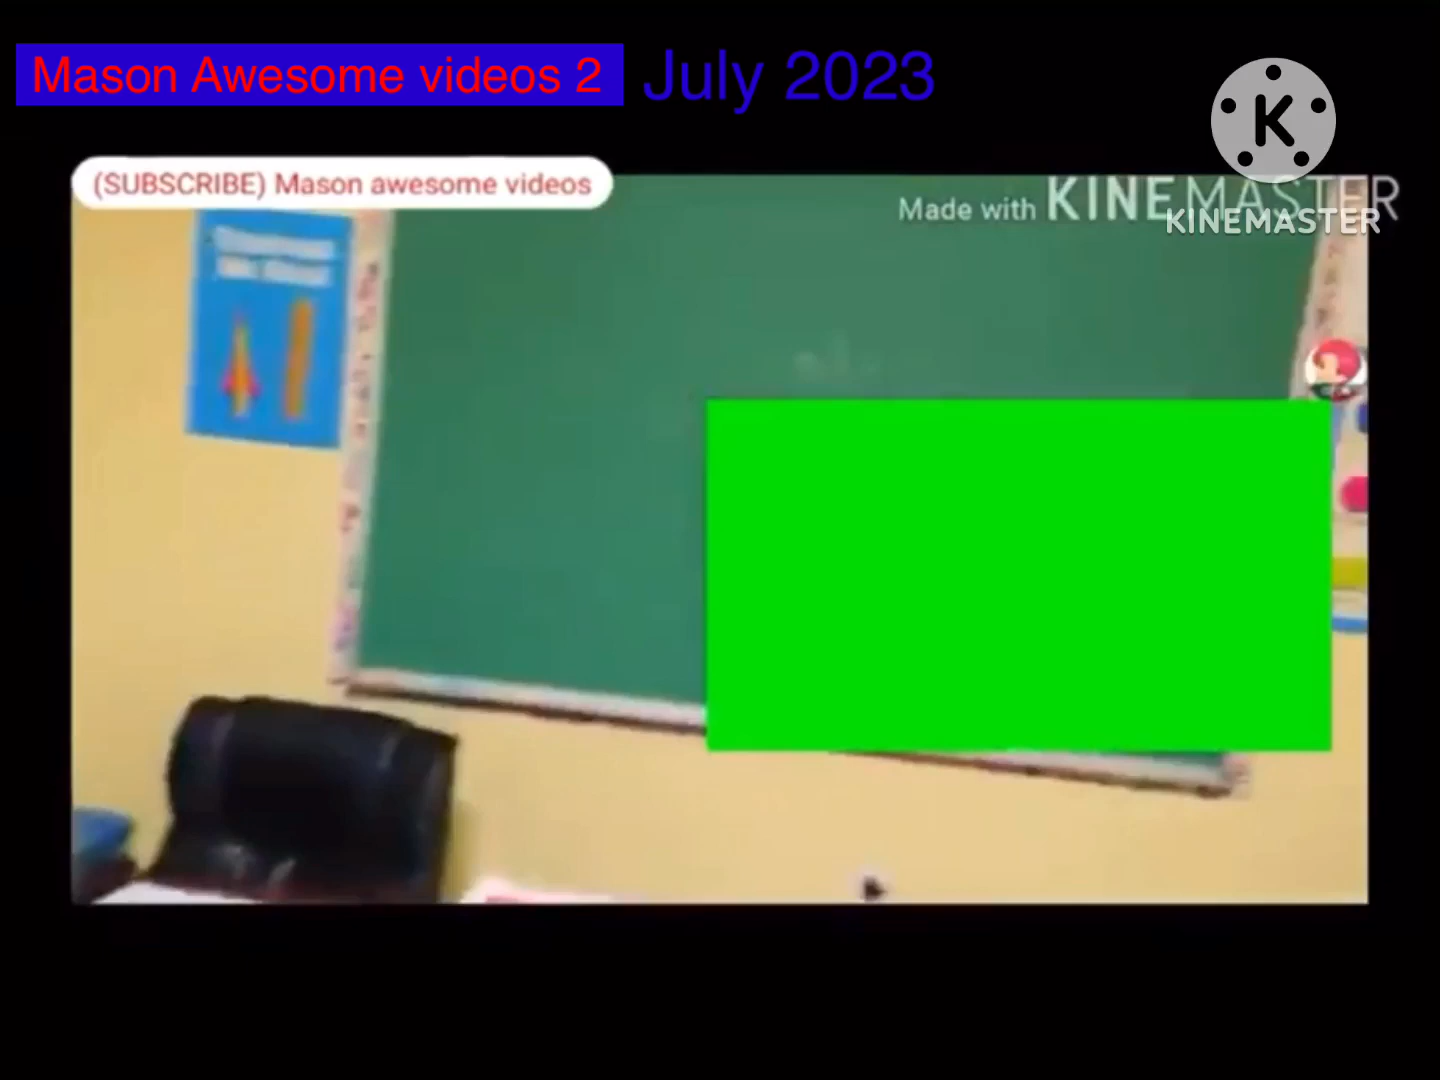 Mason Awesome videos 2 July 2023
K
(SUBSCRIBE) Mason awesome videos
Made with KINEMASTER
KINEMASTER